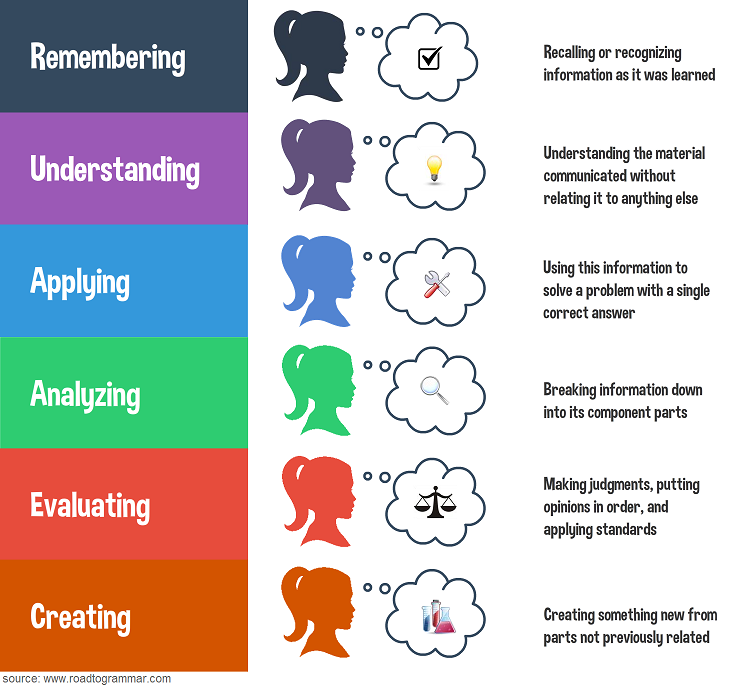 Remembering
Recalling or recognizing
information as it was learned
Understanding
Understanding the material
communicated without
relating it to anything else
Applying
Using this information to
solve a problem with a single
correct answer
Analyzing
Breaking information down
into its component parts
Evaluating
Making judgments, putting
opinions in order, and
applying standards
Creating
Creating something new from
parts not previously related
source: www.roadtogrammar.com